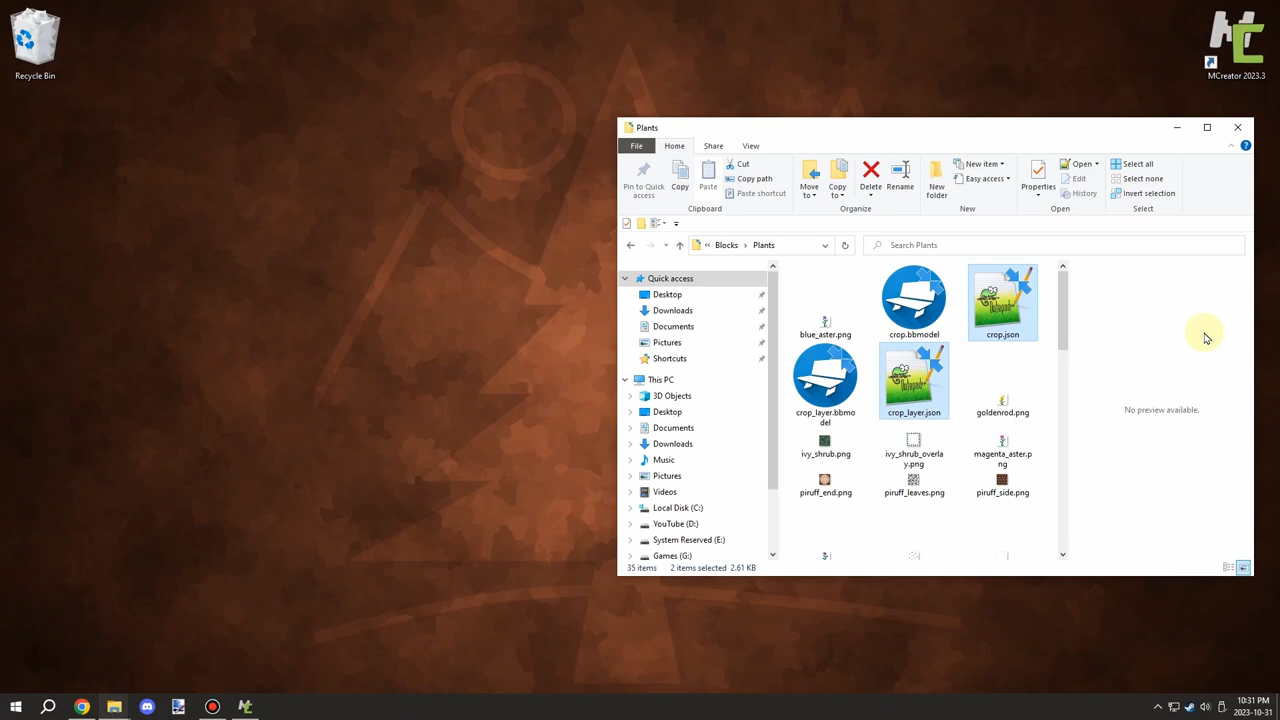 Recycle Bin
MCreator 2023.3
Plants
File
Home
Share
View
Pin to Quick access
Copy
Paste
Cut
Copy path
Paste shortcut
Clipboard
Move to
Copy to
Delete
Rename
Organize
New folder
New item
Easy access
New
Properties
Open
Edit
History
Open
Select all
Select none
Invert selection
Select
Blocks
Plants
Search Plants
Quick access
Desktop
Downloads
Documents
Pictures
Shortcuts
This PC
3D Objects
Desktop
Documents
Downloads
Music
Pictures
Videos
Local Disk (C:)
YouTube (D:)
System Reserved (E:)
Games (G:)
blue_aster.png
crop.bbmodel
crop.json
crop_layer.bbmo
del
crop_layer.json
goldenrod.png
ivy_shrub.png
ivy_shrub_overla
y.png
magenta_aster.p
ng
piruff_end.png
piruff_leaves.png
piruff_side.png
No preview available.
35 items
2 items selected 2.61 KB
10:31 PM
2023-10-31